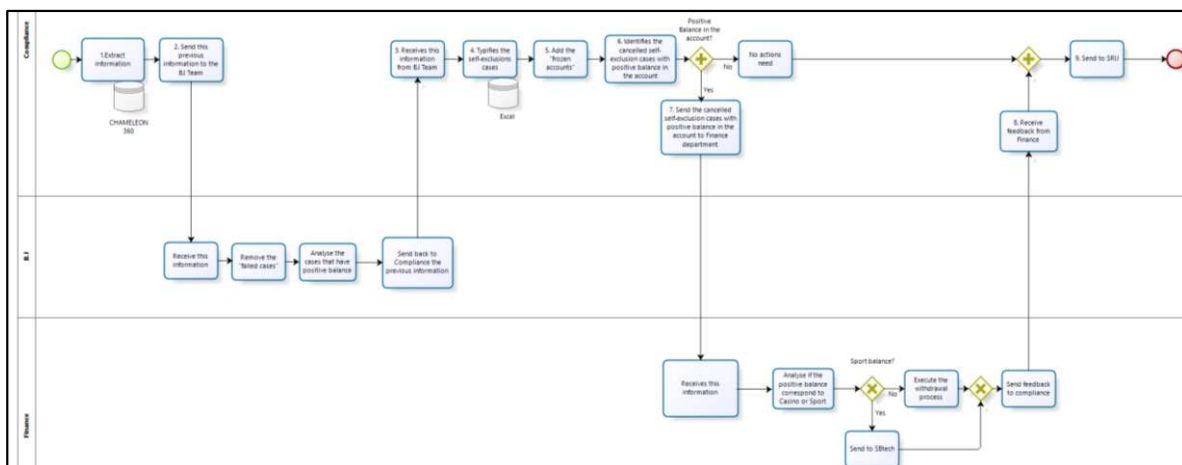 Compliance
1.Extract
information
CHAMELEON
360
2. Send this
previous
information to the
BJ Team
3. Receives this
information
from BJ Team
4. Typifies the
self-exclusions
cases
Excel
5. Add the
"frozen
accounts"
6. Identifies the
cancelled self-
exclusion cases with
positive balance in
the account
Positive
Balance in the
account?
No
No actions
need
Yes
7. Send the cancelled
self-exclusion cases with
positive balance in the
account to Finance
department
8. Receive
feedback from
Finance
9. Send to SRIJ
B.I
Receive this
information
Remove the
"failed cases"
Analyse the
cases that have
positive balance
Send back to
Compliance the
previous information
Finance
Receives this
information
Analyse if the
positive balance
correspond to
Casino or Sport
Sport balance?
No
Execute the
withdrawal
process
Yes
Send to SBtech
Send feedback
to compliance